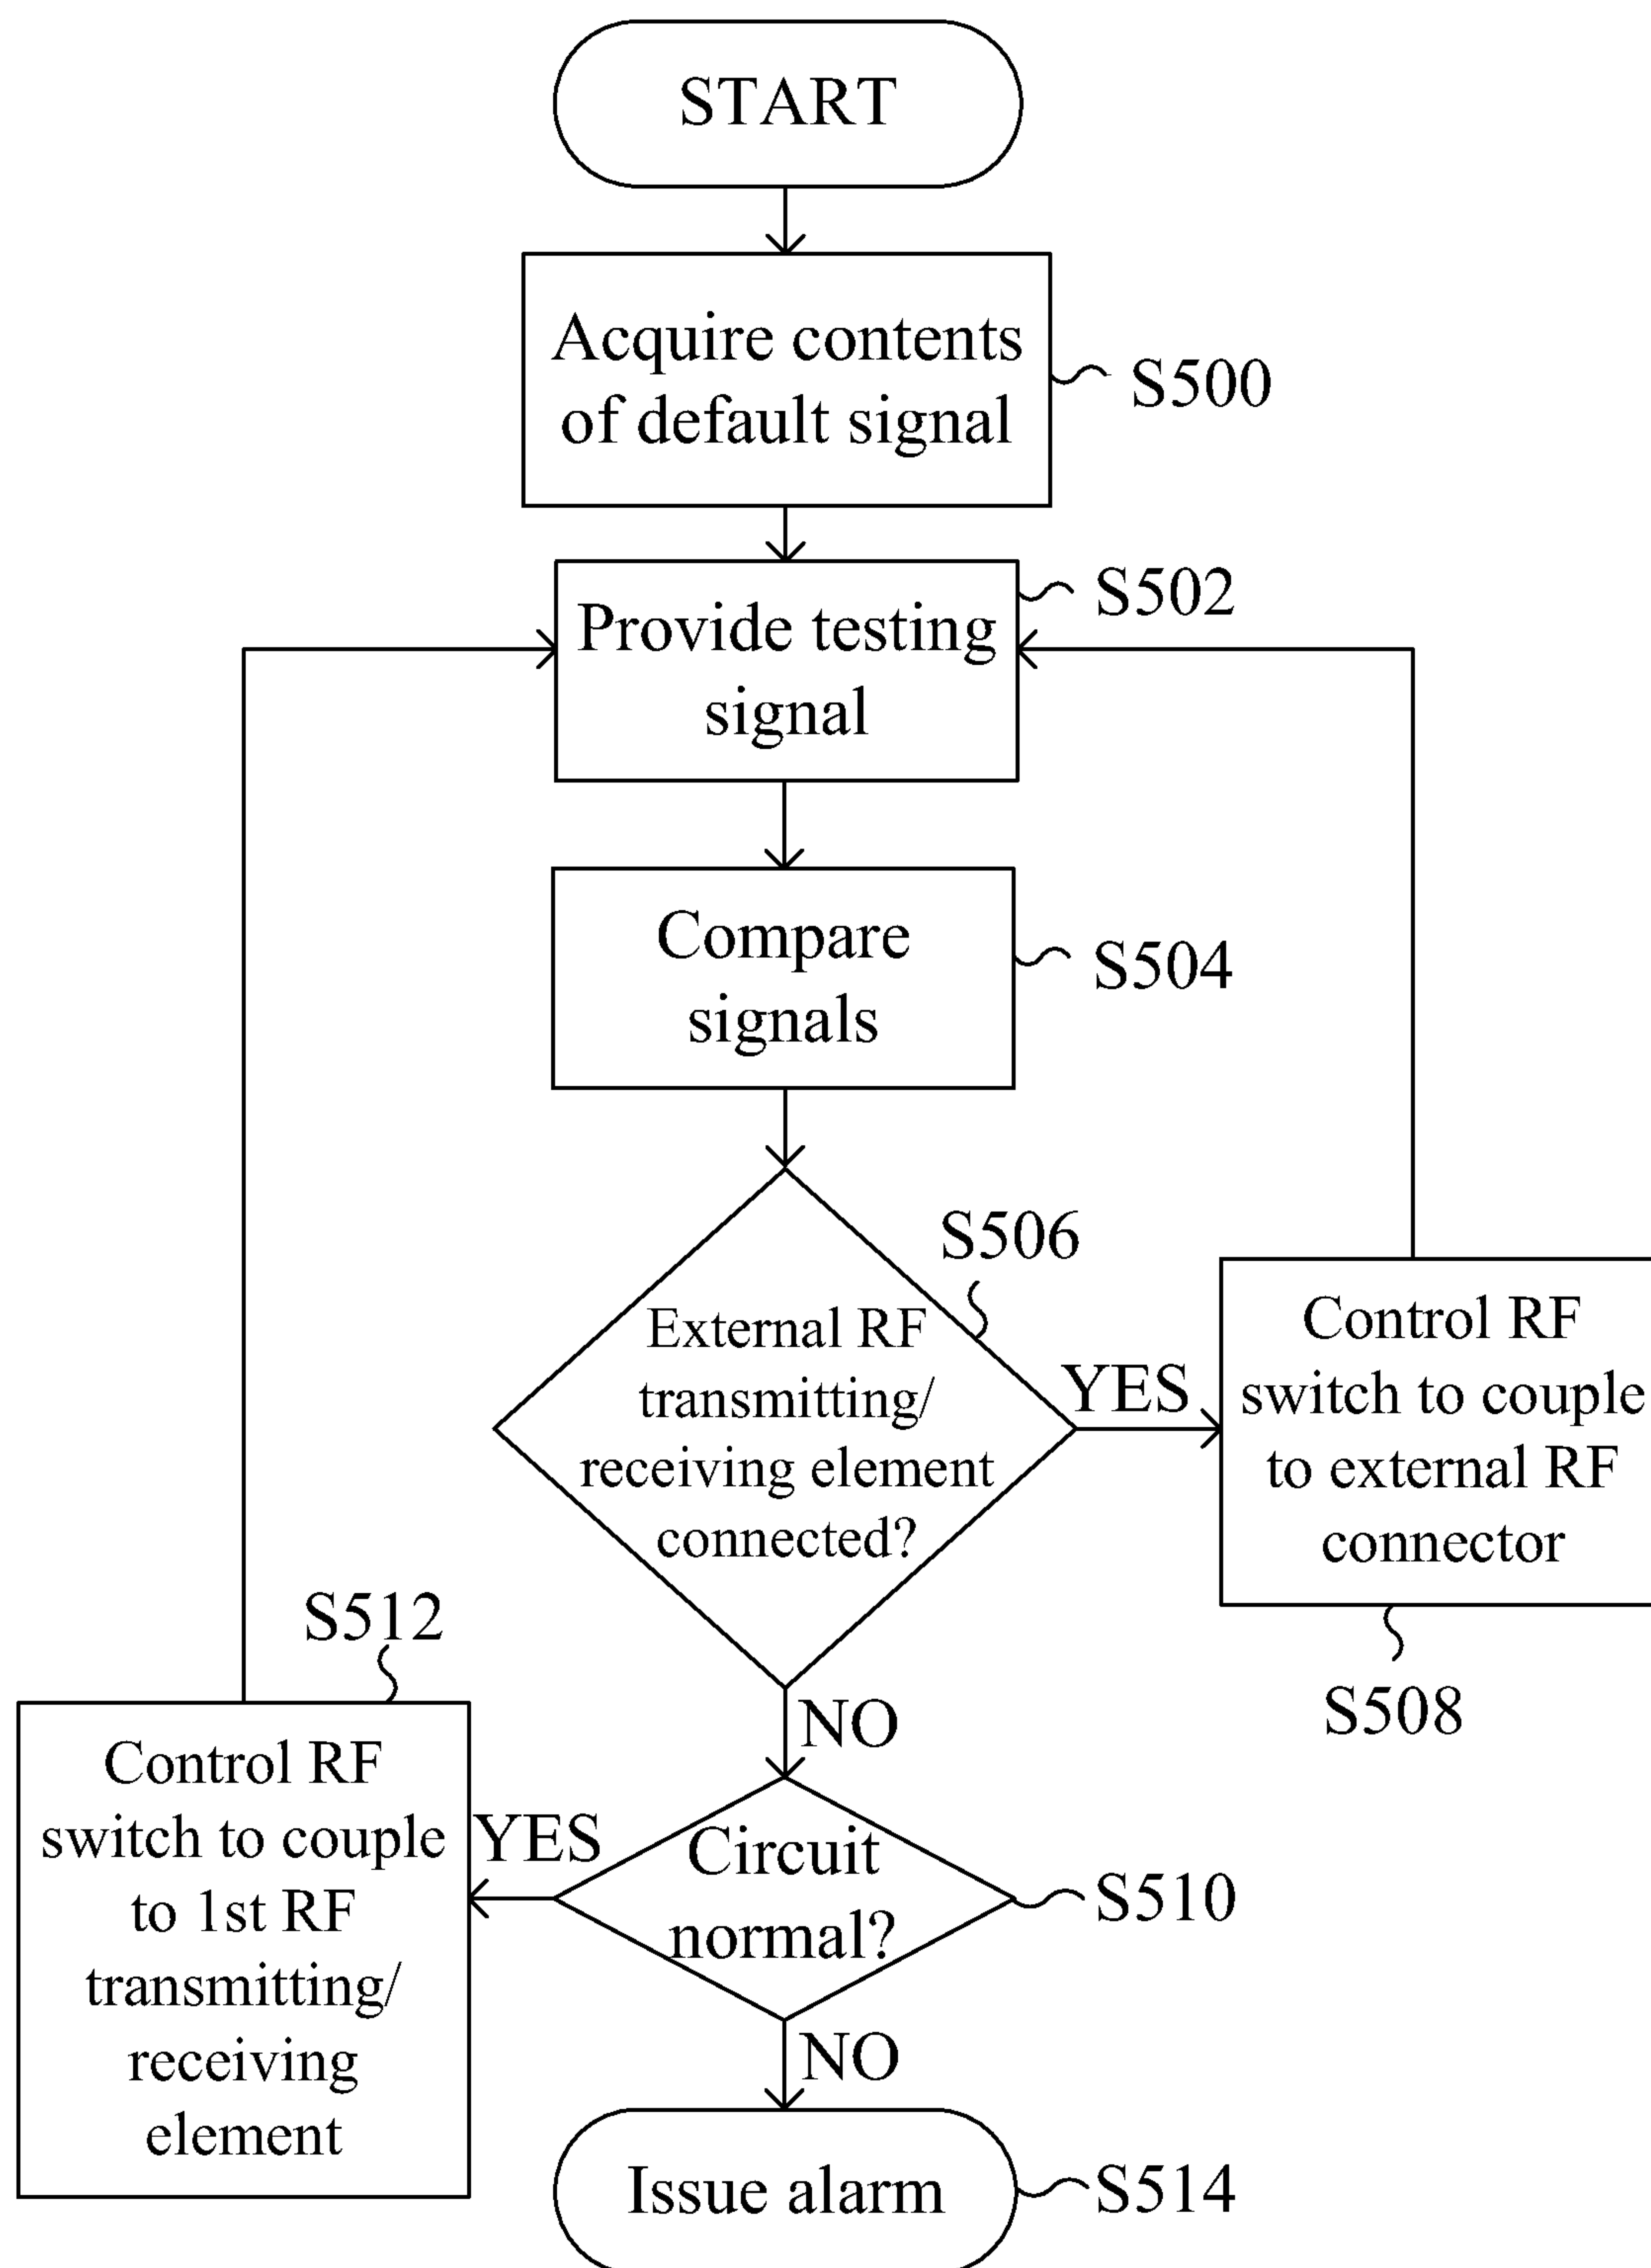 START
Acquire contents
of default signal
S500
S502
Provide testing
signal
Compare
signals
S504
S506
External RF
transmitting/
receiving element
connected?
YES
Control RF
switch to couple
to external RF
connector
S508
NO
S512
Control RF
switch to couple
to 1st RF
transmitting/
receiving
element
YES
Circuit
normal?
S510
NO
Issue alarm
S514